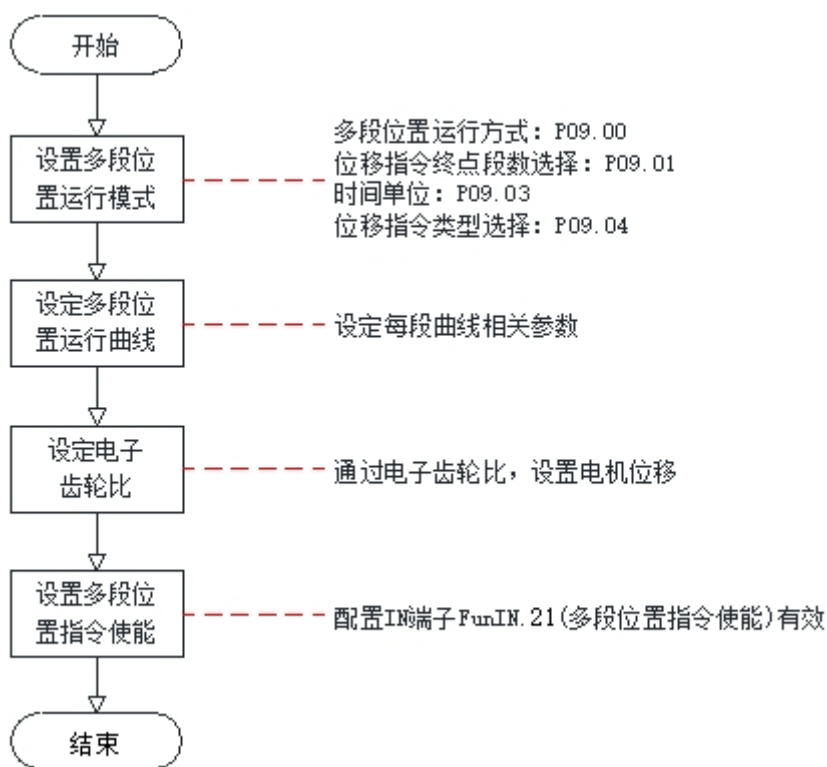 开始
设置多段位
置运行模式
多段位置运行方式：P09.00
位移指令终点段数选择：P09.01
时间单位：P09.03
位移指令类型选择：P09.04
设定多段位
置运行曲线
设定每段曲线相关参数
设定电子
齿轮比
通过电子齿轮比，设置电机位移
设置多段位
置指令使能
配置IN端子FunIN.21(多段位置指令使能)有效
结束